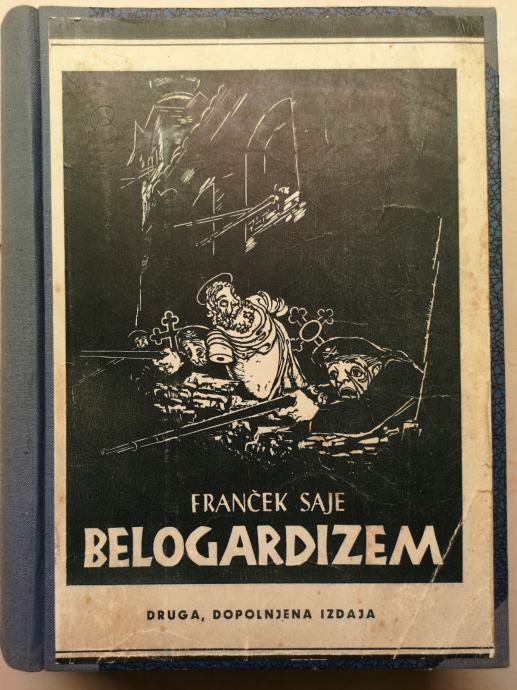 FRANČEK SAJE
BELOGARDIZEM
DRUGA, DOPOLNJENA IZDAJA